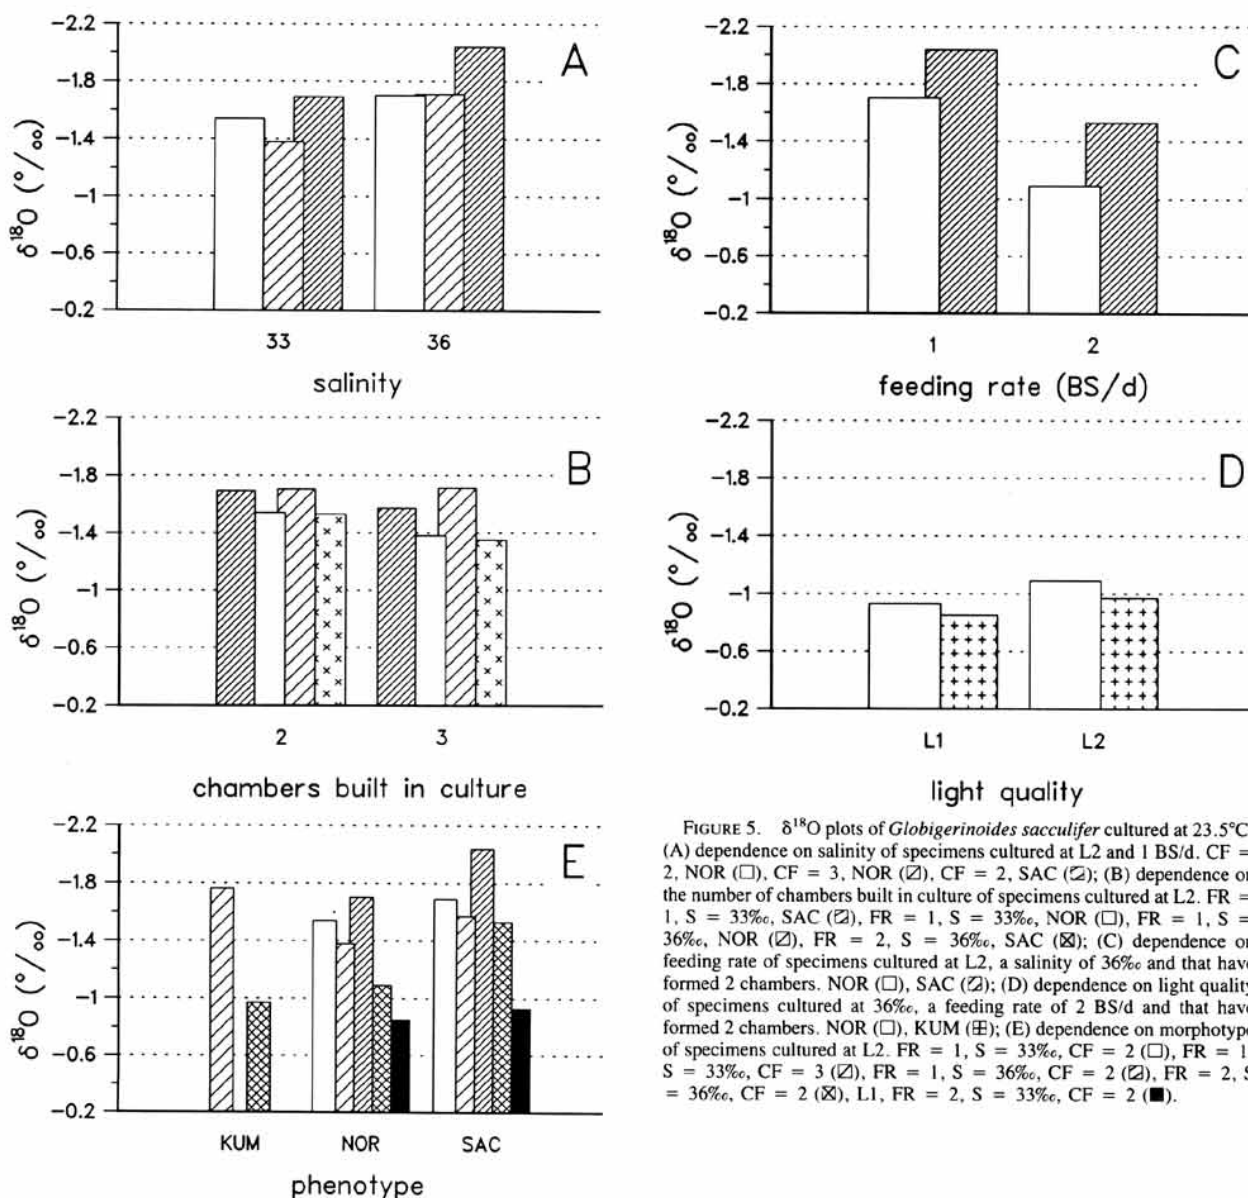 −2.2
−1.8
−1.4
−1
−0.6
−0.2
δ¹⁸O (°/oo)
A
33
36
salinity
−2.2
−1.8
−1.4
−1
−0.6
−0.2
δ¹⁸O (°/oo)
C
1
2
feeding rate (BS/d)
−2.2
−1.8
−1.4
−1
−0.6
−0.2
δ¹⁸O (°/oo)
B
2
3
chambers built in culture
−2.2
−1.8
−1.4
−1
−0.6
−0.2
δ¹⁸O (°/oo)
D
L1
L2
light quality
−2.2
−1.8
−1.4
−1
−0.6
−0.2
δ¹⁸O (°/oo)
E
KUM
NOR
SAC
phenotype
FIGURE 5. δ¹⁸O plots of Globigerinoides sacculifer cultured at 23.5°C
(A) dependence on salinity of specimens cultured at L2 and 1 BS/d. CF =
2, NOR (□), CF = 3, NOR (▨), CF = 2, SAC (▨); (B) dependence on
the number of chambers built in culture of specimens cultured at L2. FR =
1, S = 33‰, SAC (▨), FR = 1, S = 33‰, NOR (□), FR = 1, S =
36‰, NOR (▨), FR = 2, S = 36‰, SAC (⊠); (C) dependence on
feeding rate of specimens cultured at L2, a salinity of 36‰ and that have
formed 2 chambers. NOR (□), SAC (▨); (D) dependence on light quality
of specimens cultured at 36‰, a feeding rate of 2 BS/d and that have
formed 2 chambers. NOR (□), KUM (⊞); (E) dependence on morphotype
of specimens cultured at L2. FR = 1, S = 33‰, CF = 2 (□), FR = 1
S = 33‰, CF = 3 (▨), FR = 1, S = 36‰, CF = 2 (▨), FR = 2, S
= 36‰, CF = 2 (⊠), L1, FR = 2, S = 33‰, CF = 2 (■).